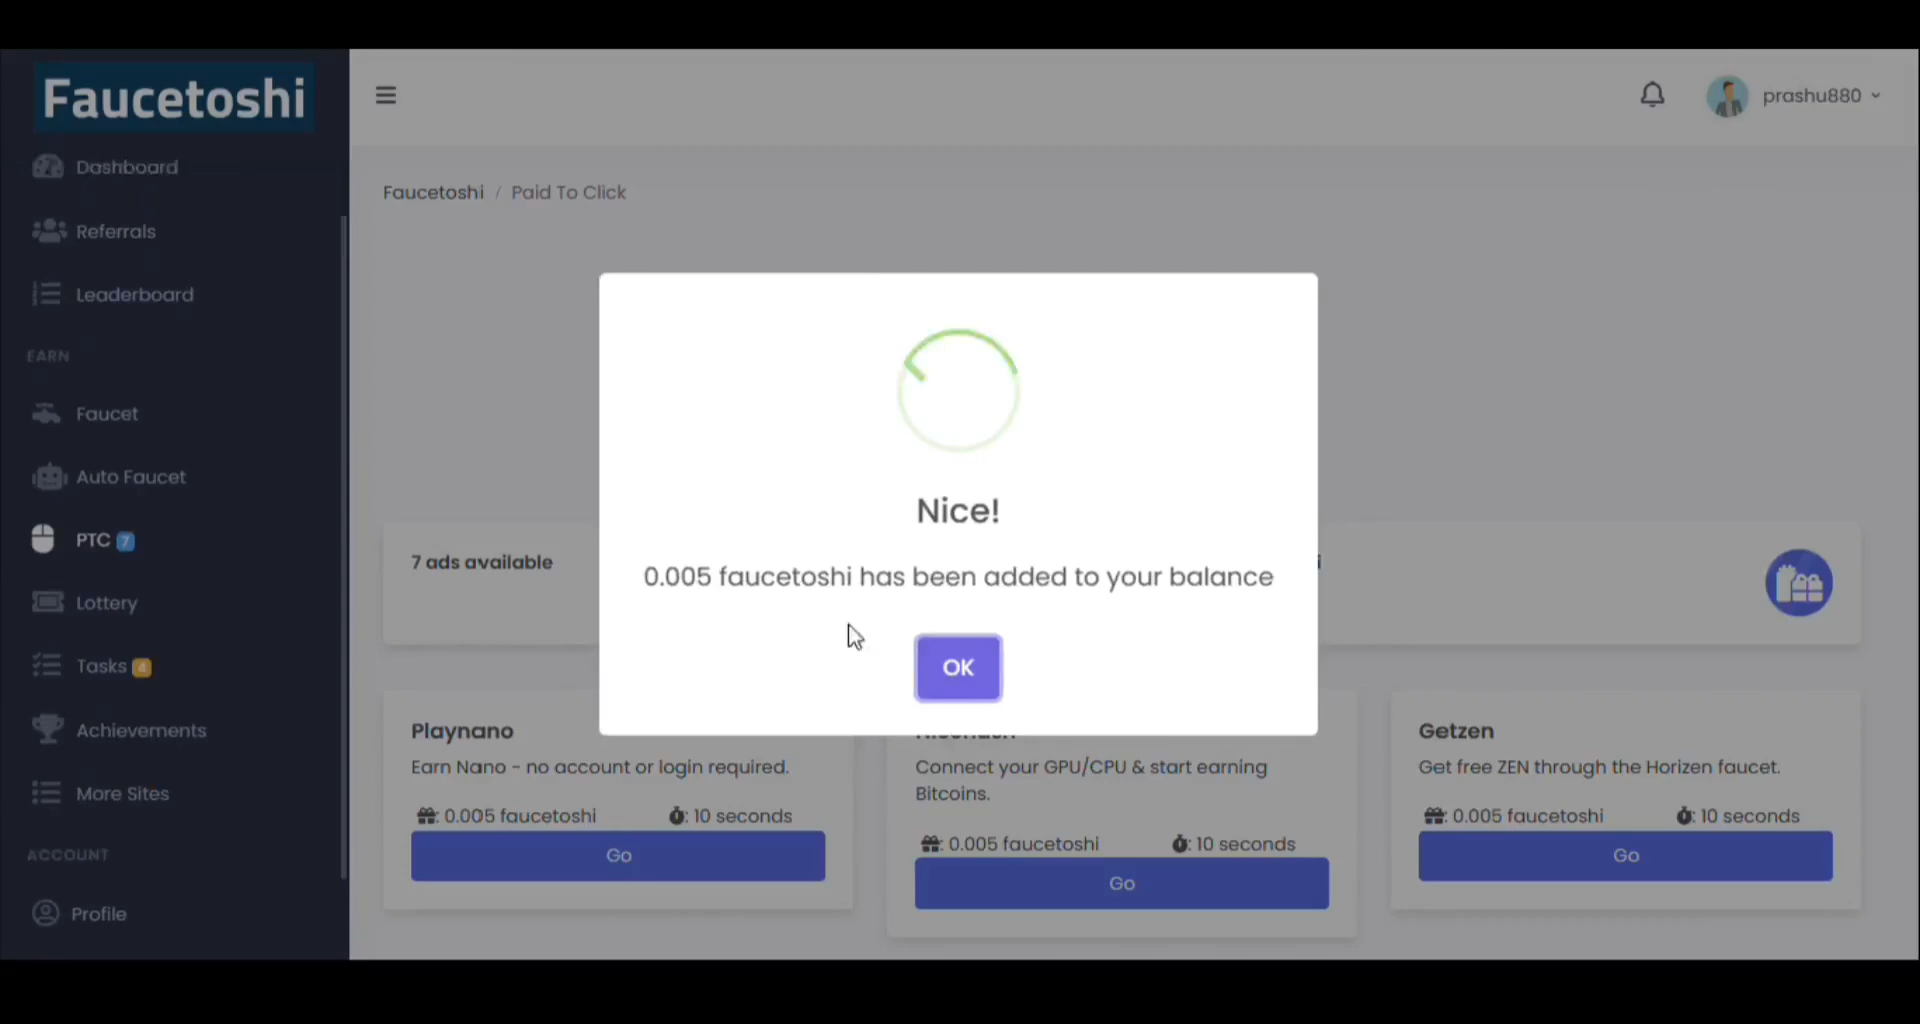 Faucetoshi
prashu880
Dashboard
Referrals
Leaderboard
EARN
Faucet
Auto Faucet
PTC 7
Lottery
Tasks 4
Achievements
More Sites
ACCOUNT
Profile
Faucetoshi / Paid To Click
7 ads available
Nice!
0.005 faucetoshi has been added to your balance
OK
Playnano
Earn Nano - no account or login required.
: 0.005 faucetoshi : 10 seconds
Go
Connect your GPU/CPU & start earning
Bitcoins.
: 0.005 faucetoshi : 10 seconds
Go
Getzen
Get free ZEN through the Horizen faucet.
: 0.005 faucetoshi : 10 seconds
Go